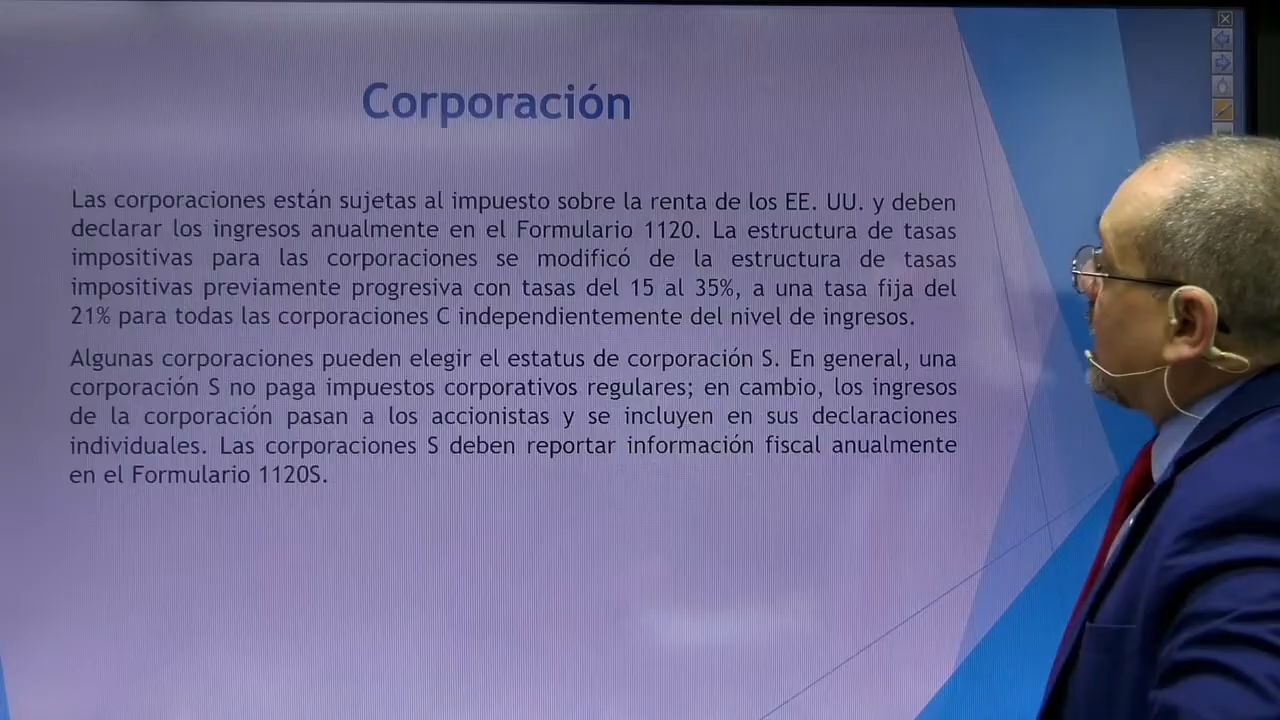 Corporación
Las corporaciones están sujetas al impuesto sobre la renta de los EE. UU. y deben
declarar los ingresos anualmente en el Formulario 1120. La estructura de tasas
impositivas para las corporaciones se modificó de la estructura de tasas
impositivas previamente progresiva con tasas del 15 al 35%, a una tasa fija del
21% para todas las corporaciones C independientemente del nivel de ingresos.
Algunas corporaciones pueden elegir el estatus de corporación S. En general, una
corporación S no paga impuestos corporativos regulares; en cambio, los ingresos
de la corporación pasan a los accionistas y se incluyen en sus declaraciones
individuales. Las corporaciones S deben reportar información fiscal anualmente
en el Formulario 1120S.